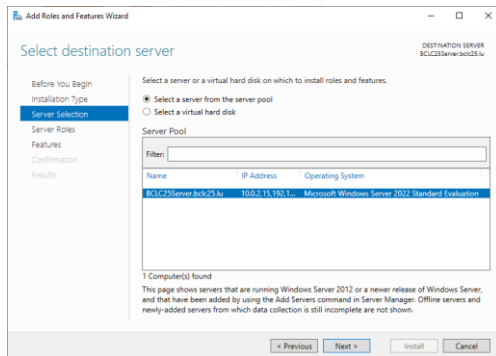 Add Roles and Features Wizard
Select destination server
DESTINATION SERVER
BCLC25Server.bclc25.lu
Before You Begin
Installation Type
Server Selection
Server Roles
Features
Confirmation
Results
Select a server or a virtual hard disk on which to install roles and features.
Select a server from the server pool
Select a virtual hard disk
Server Pool
Filter:
Name IP Address Operating System
BCLC25Server.bclc25.lu 10.0.2.15,192.1... Microsoft Windows Server 2022 Standard Evaluation
1 Computer(s) found
This page shows servers that are running Windows Server 2012 or a newer release of Windows Server,
and that have been added by using the Add Servers command in Server Manager. Offline servers and
newly-added servers from which data collection is still incomplete are not shown.
< Previous Next > Install Cancel